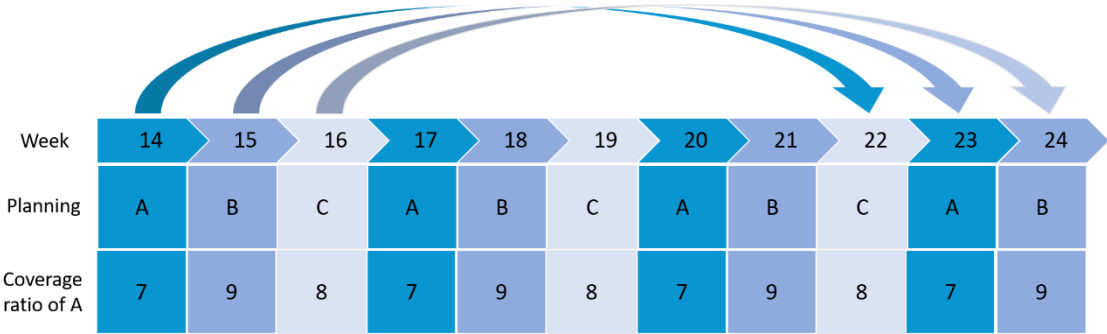 Week 14 15 16 17 18 19 20 21 22 23 24
Planning A B C A B C A B C A B
Coverage
ratio of A 7 9 8 7 9 8 7 9 8 7 9